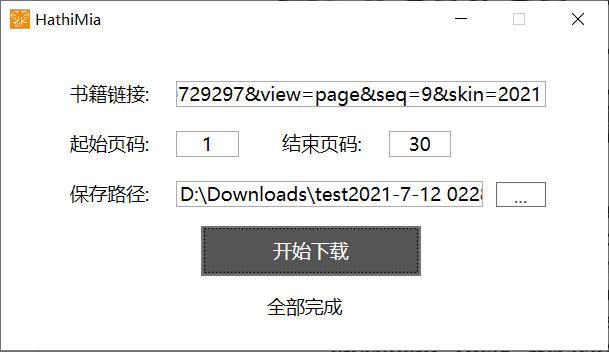 HathiMia
书籍链接: 729297&view=page&seq=9&skin=2021
起始页码: 1 结束页码: 30
保存路径: D:\Downloads\test2021-7-12 0228 ...
开始下载
全部完成